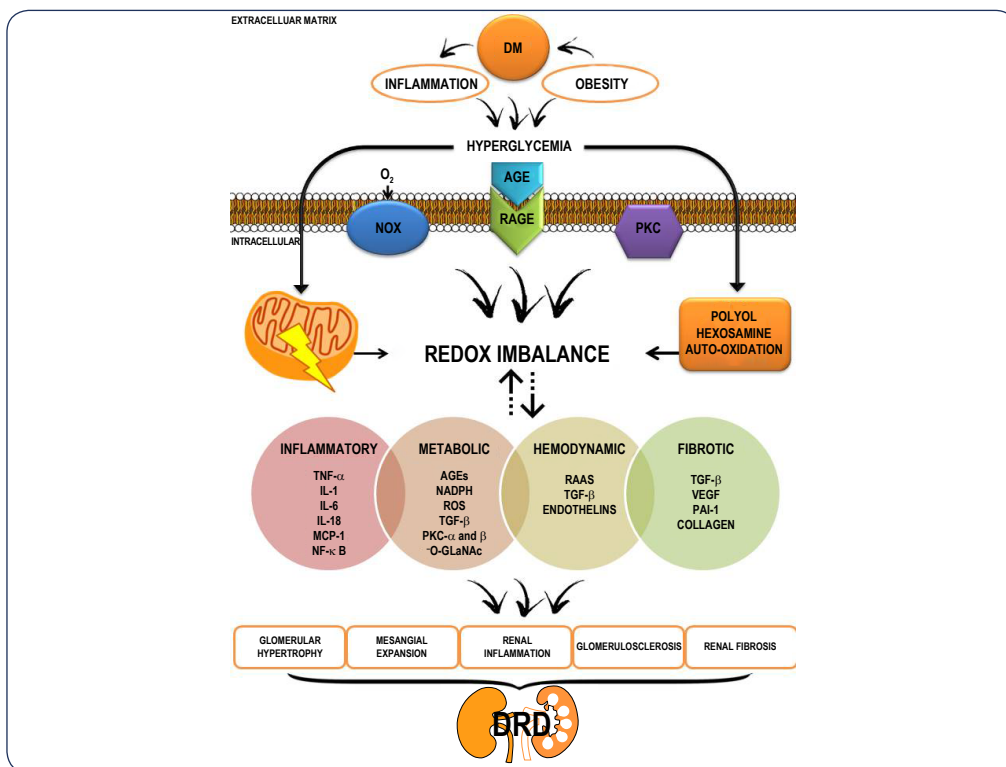 EXTRACELLUAR MATRIX
DM
INFLAMMATION
OBESITY
HYPERGLYCEMIA
O2
AGE
RAGE
NOX
PKC
INTRACELLULAR
POLYOL
HEXOSAMINE
AUTO-OXIDATION
REDOX IMBALANCE
INFLAMMATORY
TNF-α
IL-1
IL-6
IL-18
MCP-1
NF-κ B
METABOLIC
AGEs
NADPH
ROS
TGF-β
PKC-α and β
-O-GLaNAc
HEMODYNAMIC
RAAS
TGF-β
ENDOTHELINS
FIBROTIC
TGF-β
VEGF
PAI-1
COLLAGEN
GLOMERULAR
HYPERTROPHY
MESANGIAL
EXPANSION
RENAL
INFLAMMATION
GLOMERULOSCLEROSIS
RENAL FIBROSIS
DRD